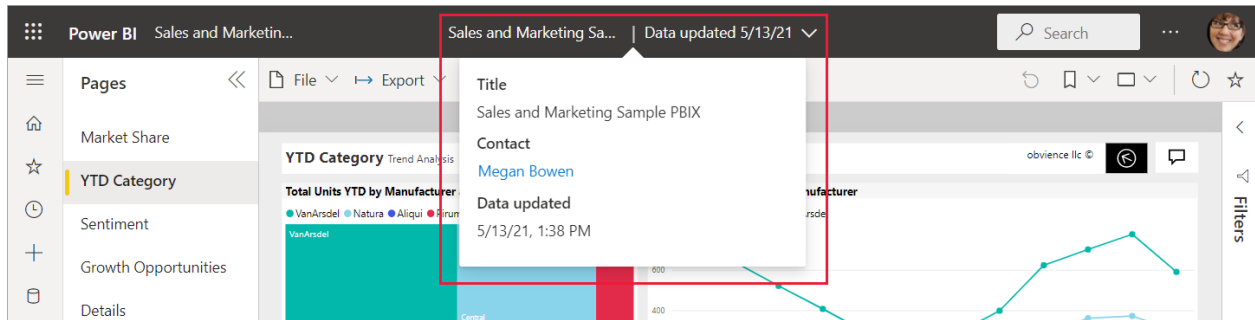 Power BI Sales and Marketin...
Sales and Marketing Sa... | Data updated 5/13/21
Search
Pages
File
Export
Title
Sales and Marketing Sample PBIX
Contact
Megan Bowen
Data updated
5/13/21, 1:38 PM
Market Share
YTD Category
Sentiment
Growth Opportunities
Details
YTD Category Trend Analysis
obvience llc ©
Total Units YTD by Manufacturer
VanArsdel Natura Aliqui
VanArsdel
Central
600
400
Filters